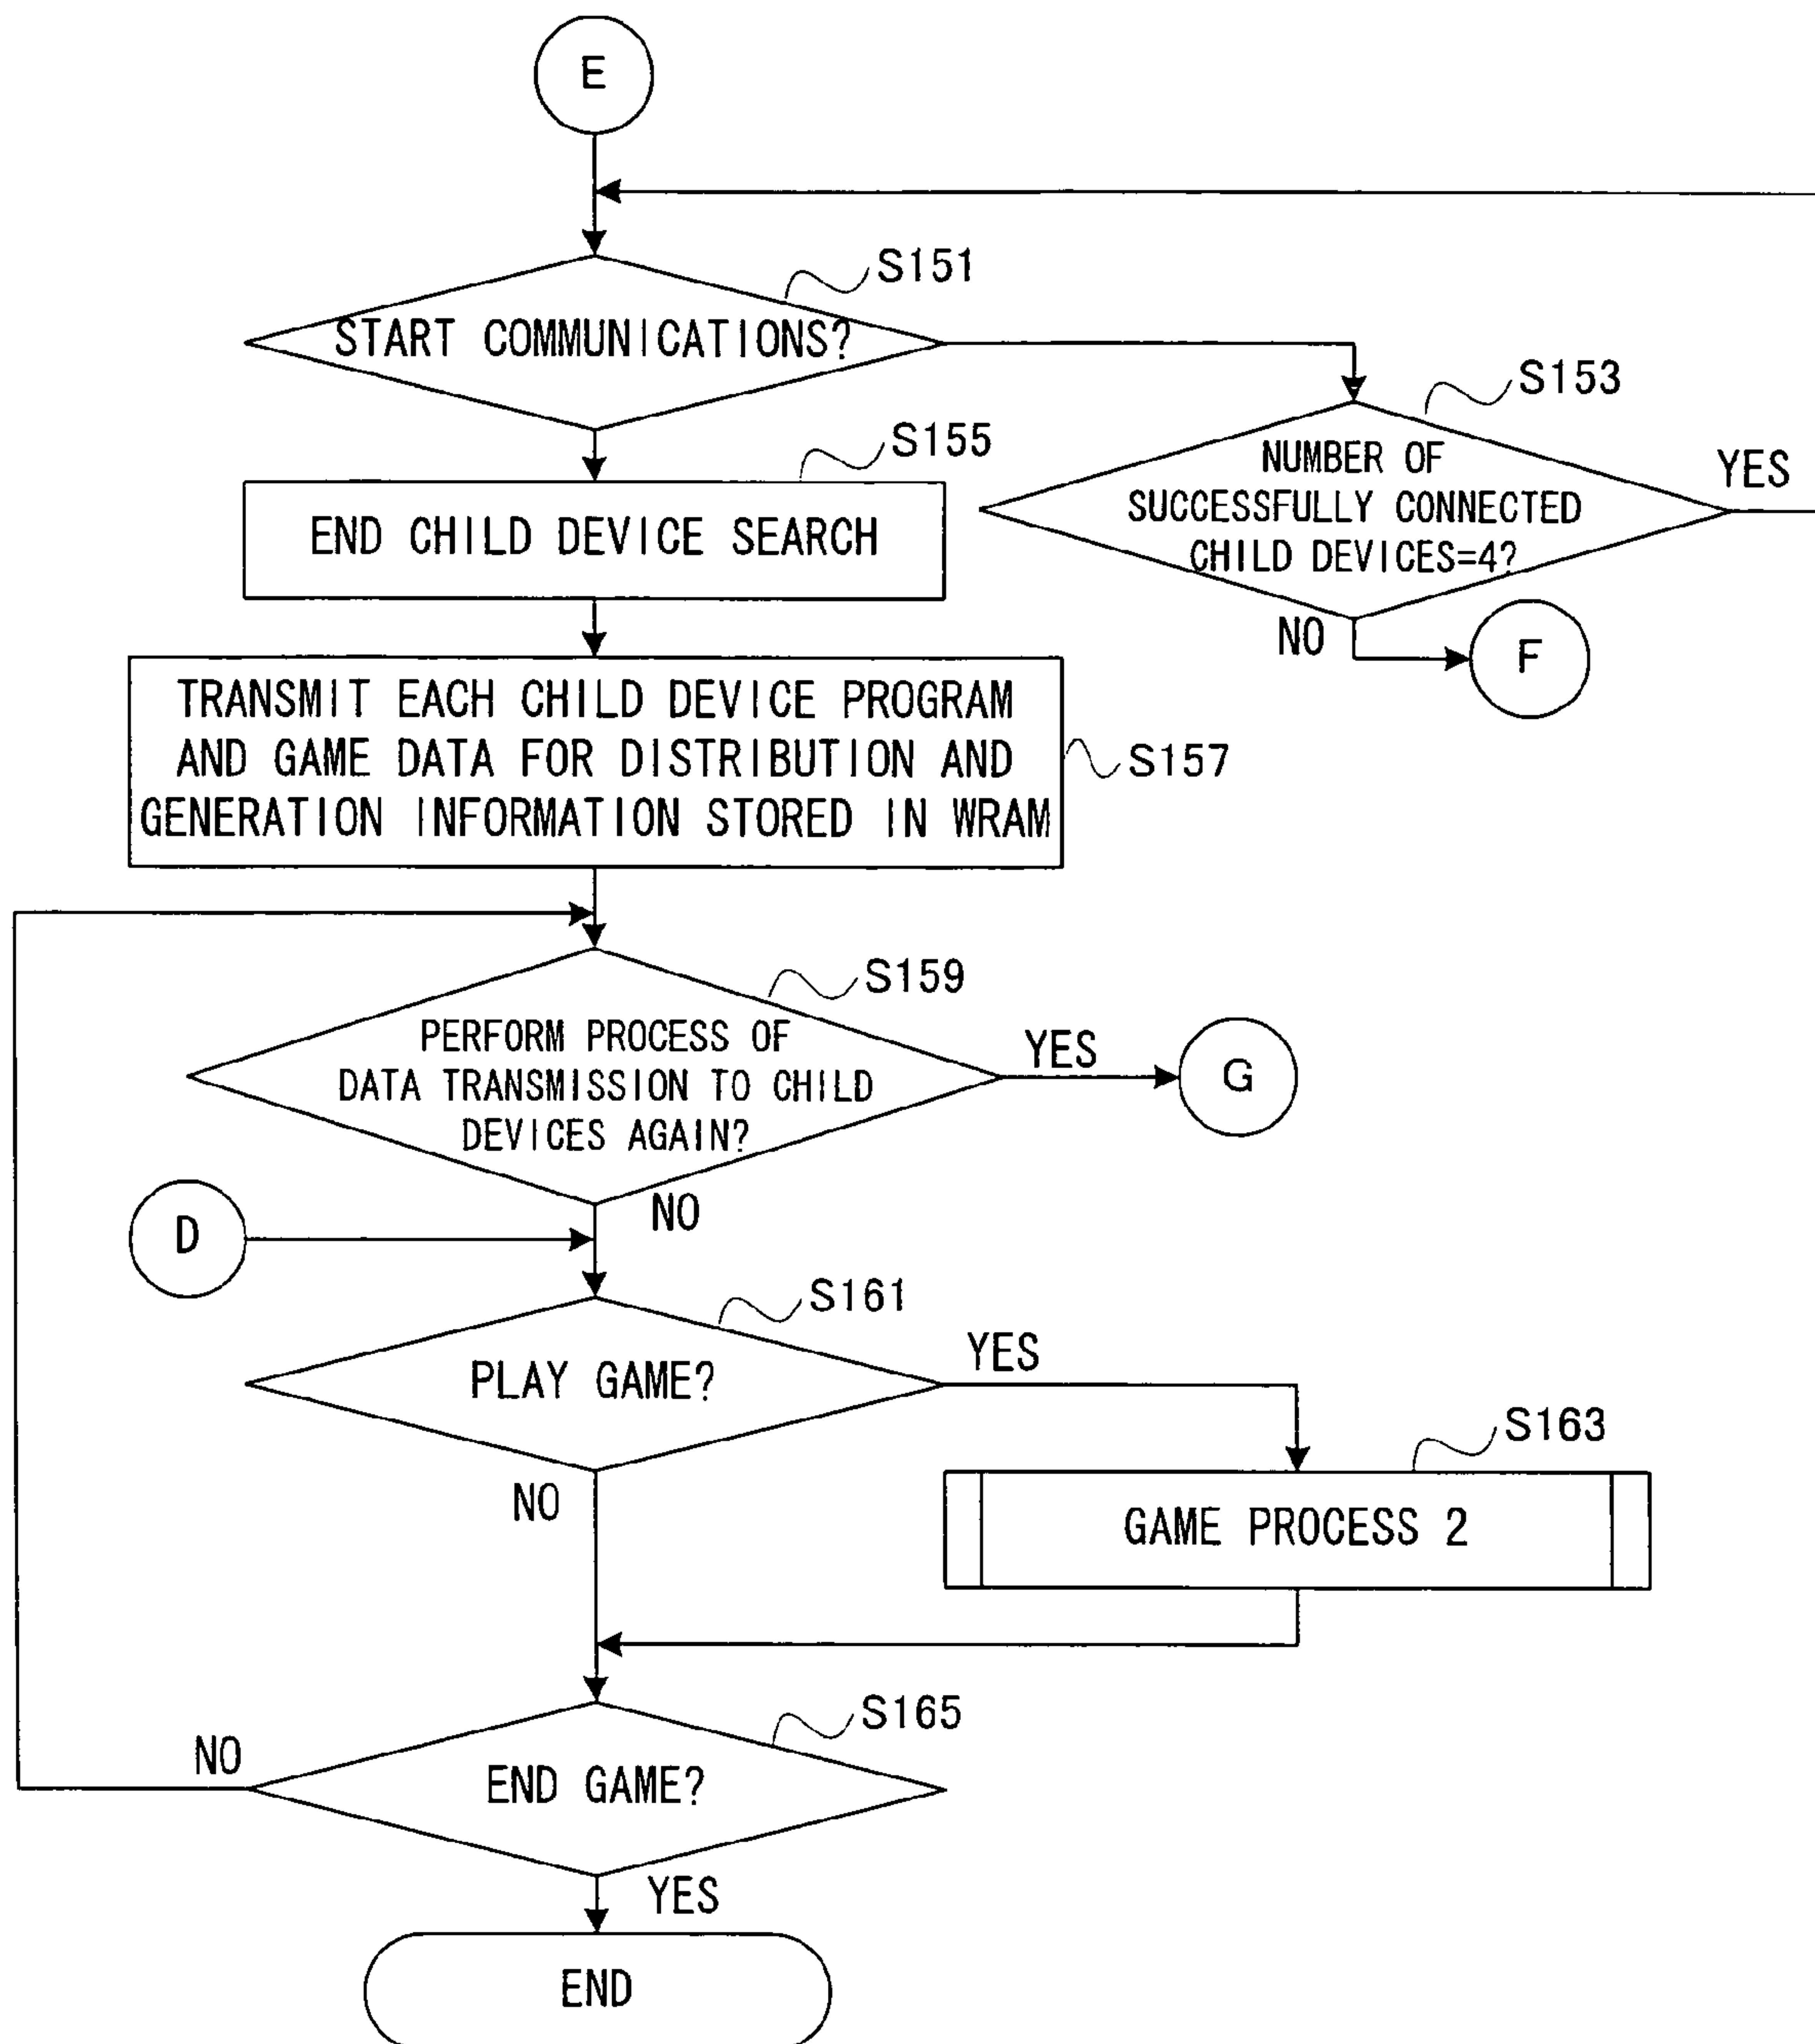 E
S151
START COMMUNICATIONS?
S153
NUMBER OF
SUCCESSFULLY CONNECTED
CHILD DEVICES=4?
YES
NO
F
S155
END CHILD DEVICE SEARCH
TRANSMIT EACH CHILD DEVICE PROGRAM
AND GAME DATA FOR DISTRIBUTION AND
GENERATION INFORMATION STORED IN WRAM
S157
S159
PERFORM PROCESS OF
DATA TRANSMISSION TO CHILD
DEVICES AGAIN?
YES
G
NO
D
S161
PLAY GAME?
YES
NO
S163
GAME PROCESS 2
S165
END GAME?
NO
YES
END